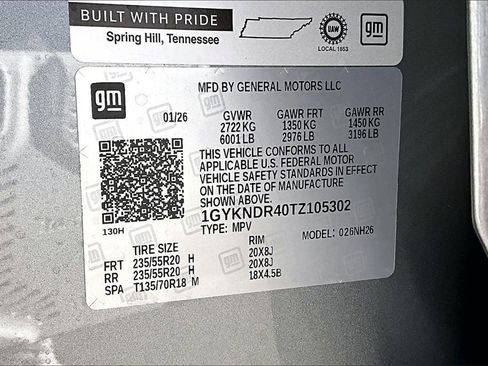 BUILT WITH PRIDE
Spring Hill, Tennessee
UAW
LOCAL 1853
gm
gm
MFD BY GENERAL MOTORS LLC
01/26 GVWR GAWR FRT GAWR RR
2722 KG 1350 KG 1450 KG
6001 LB 2976 LB 3196 LB
THIS VEHICLE CONFORMS TO ALL
APPLICABLE U.S. FEDERAL MOTOR
VEHICLE SAFETY STANDARDS IN EFFECT
ON THE DATE OF MANUFACTURE
SHOWN ABOVE.
1GYKNDR40TZ105302
130H TYPE: MPV MODEL: 026NH26
TIRE SIZE RIM
FRT 235/55R20 H 20X8J
RR 235/55R20 H 20X8J
SPA T135/70R18 M 18X4.5B